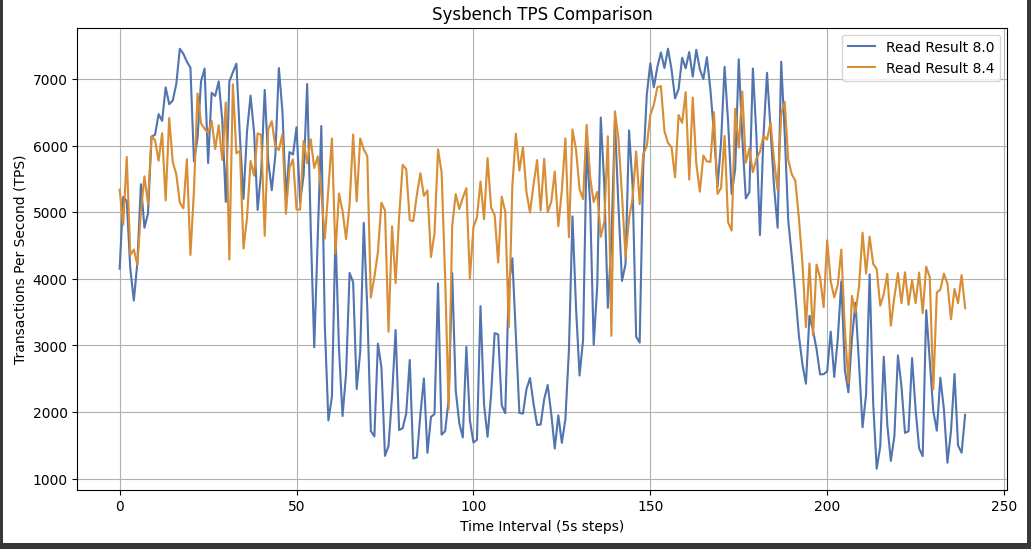 Sysbench TPS Comparison
Read Result 8.0
Read Result 8.4
Transactions Per Second (TPS)
7000
6000
5000
4000
3000
2000
1000
0 50 100 150 200 250
Time Interval (5s steps)